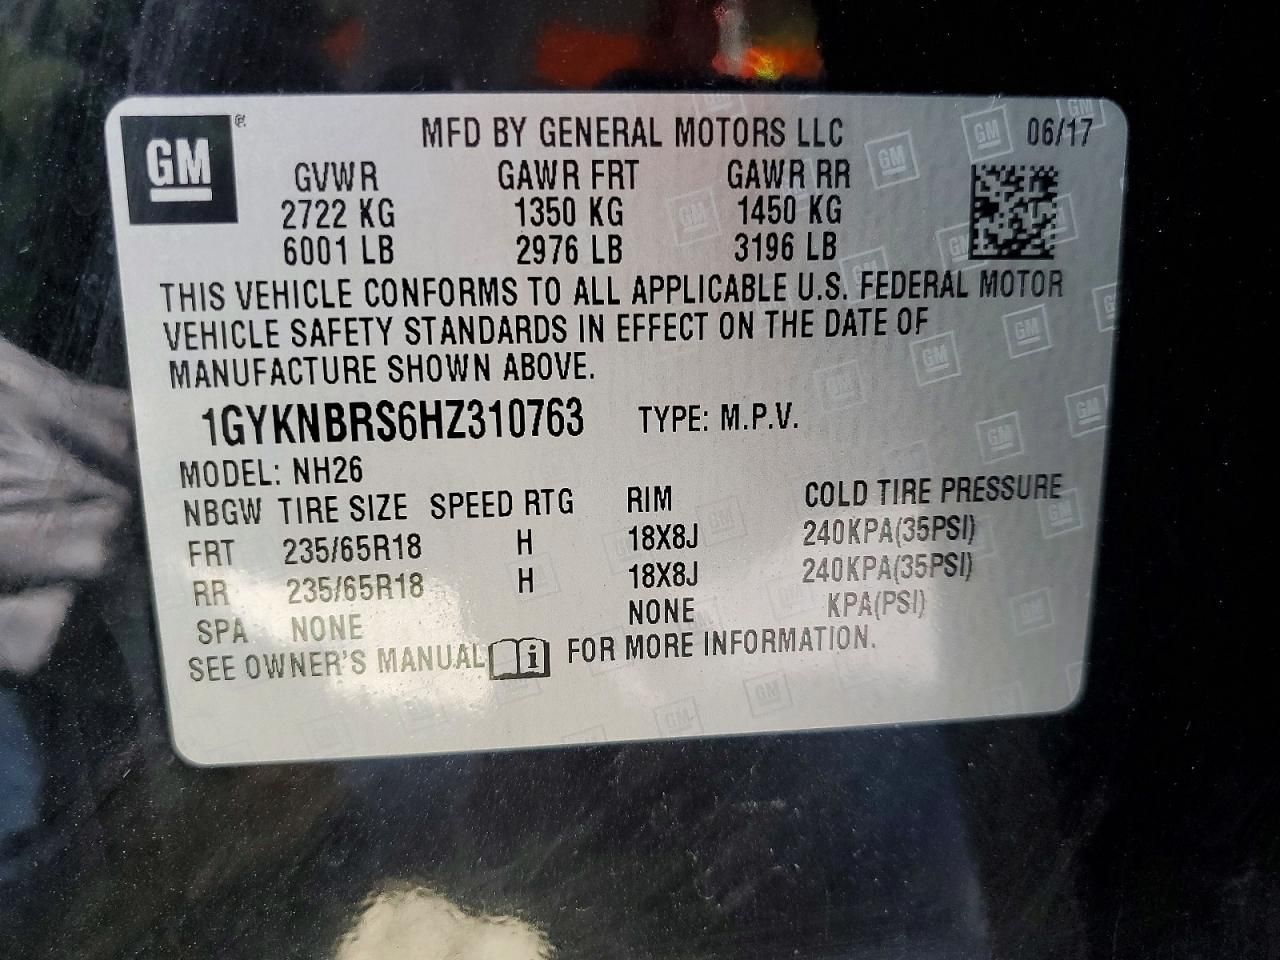 GM®
MFD BY GENERAL MOTORS LLC 06/17
GVWR GAWR FRT GAWR RR
2722 KG 1350 KG 1450 KG
6001 LB 2976 LB 3196 LB
THIS VEHICLE CONFORMS TO ALL APPLICABLE U.S. FEDERAL MOTOR
VEHICLE SAFETY STANDARDS IN EFFECT ON THE DATE OF
MANUFACTURE SHOWN ABOVE.
1GYKNBRS6HZ310763 TYPE: M.P.V.
MODEL: NH26
NBGW TIRE SIZE SPEED RTG RIM COLD TIRE PRESSURE
FRT 235/65R18 H 18X8J 240KPA(35PSI)
RR 235/65R18 H 18X8J 240KPA(35PSI)
SPA NONE NONE KPA(PSI)
SEE OWNER'S MANUAL i FOR MORE INFORMATION.